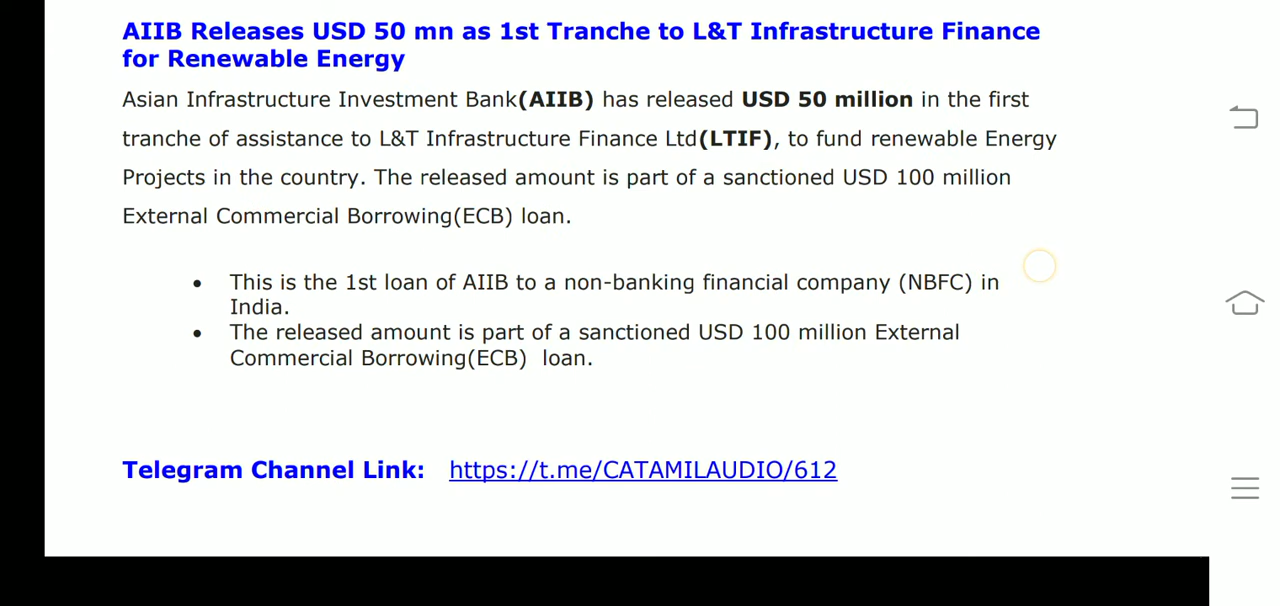 AIIB Releases USD 50 mn as 1st Tranche to L&T Infrastructure Finance
for Renewable Energy
Asian Infrastructure Investment Bank(AIIB) has released USD 50 million in the first
tranche of assistance to L&T Infrastructure Finance Ltd(LTIF), to fund renewable Energy
Projects in the country. The released amount is part of a sanctioned USD 100 million
External Commercial Borrowing(ECB) loan.
• This is the 1st loan of AIIB to a non-banking financial company (NBFC) in
India.
• The released amount is part of a sanctioned USD 100 million External
Commercial Borrowing(ECB) loan.
Telegram Channel Link: https://t.me/CATAMILAUDIO/612